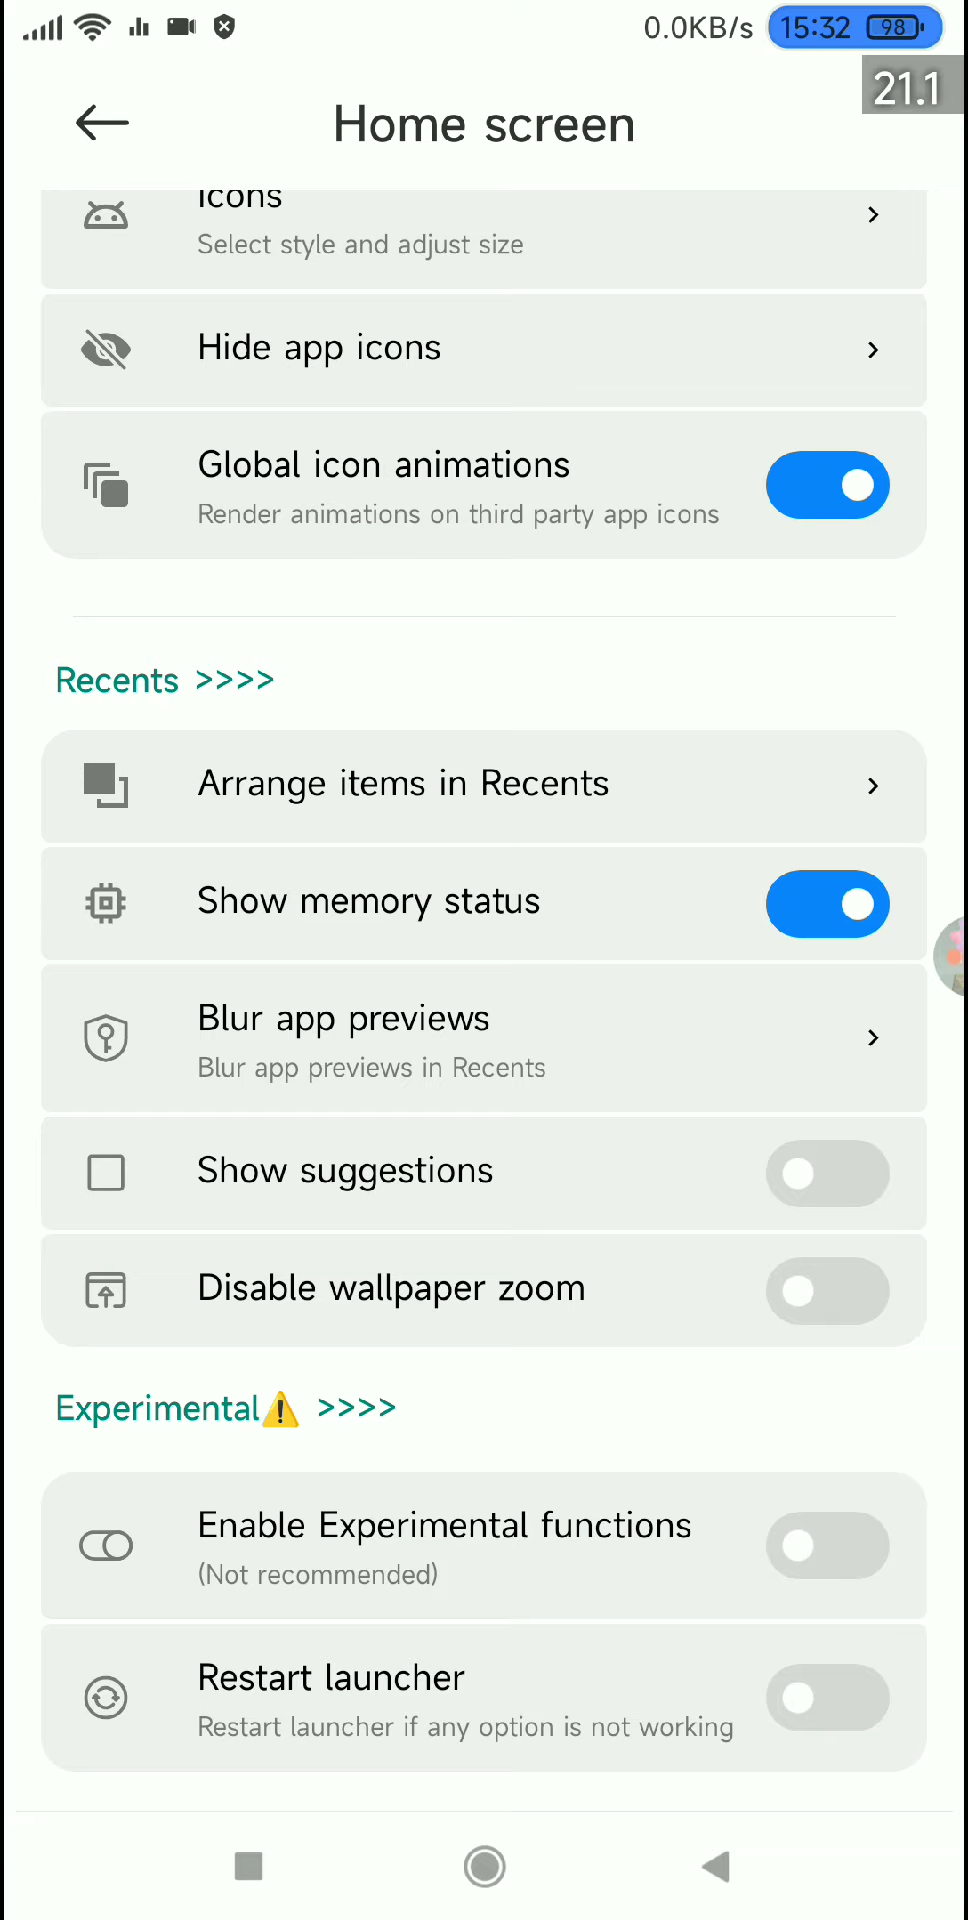 0.0KB/s 15:32 98
21.1
Home screen
Icons
Select style and adjust size
Hide app icons
Global icon animations
Render animations on third party app icons
Recents >>>>
Arrange items in Recents
Show memory status
Blur app previews
Blur app previews in Recents
Show suggestions
Disable wallpaper zoom
Experimental⚠️ >>>>
Enable Experimental functions
(Not recommended)
Restart launcher
Restart launcher if any option is not working